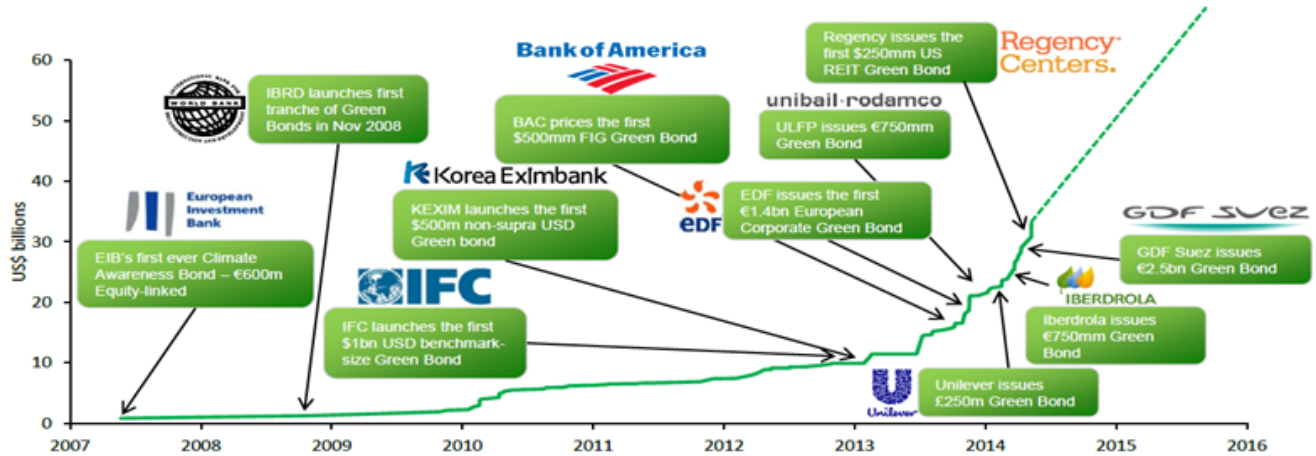 US$ billions
60
50
40
30
20
10
0
2007
2008
2009
2010
2011
2012
2013
2014
2015
2016
European
Investment
Bank
EIB's first ever Climate
Awareness Bond – €600m
Equity-linked
WORLD BANK
IBRD launches first
tranche of Green
Bonds in Nov 2008
IFC
IFC launches the first
$1bn USD benchmark-
size Green Bond
Korea Eximbank
KEXIM launches the first
$500m non-supra USD
Green bond
Bank of America
BAC prices the first
$500mm FIG Green Bond
eDF
EDF issues the first
€1.4bn European
Corporate Green Bond
unibail·rodamco
ULFP issues €750mm
Green Bond
Regency issues the
first $250mm US
REIT Green Bond
Regency
Centers.
GDF SUEZ
GDF Suez issues
€2.5bn Green Bond
IBERDROLA
Iberdrola issues
€750mm Green
Bond
Unilever
Unilever issues
£250m Green Bond